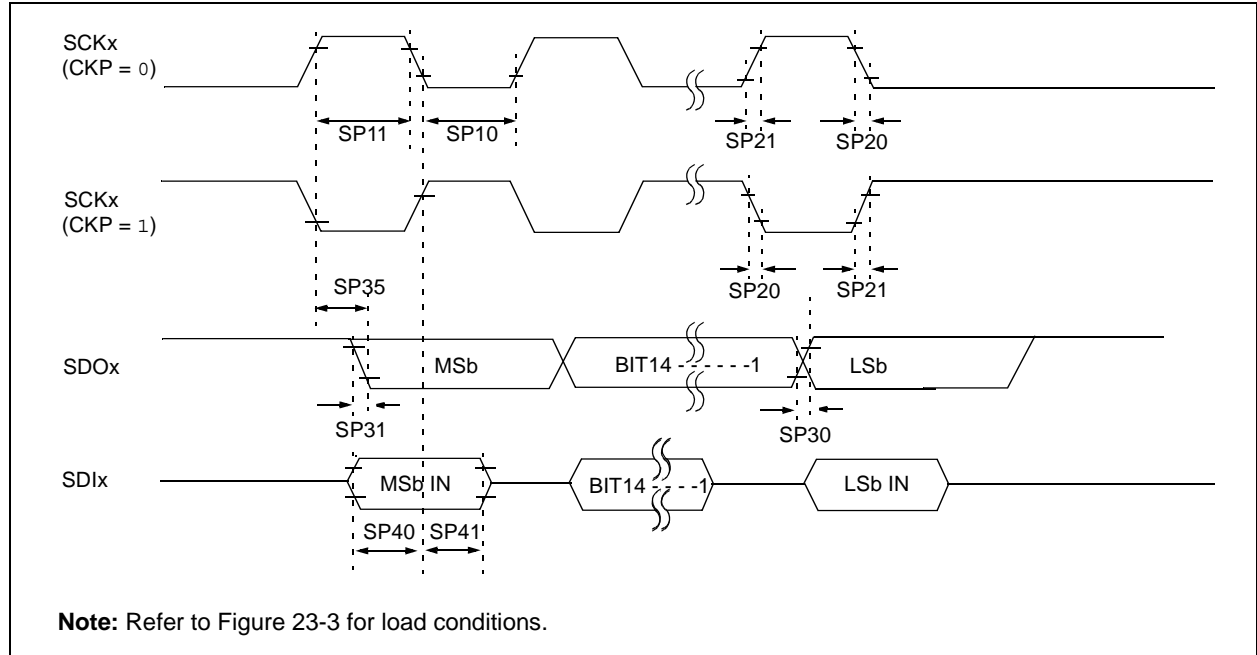 SCKx
(CKP = 0)
SP11
SP10
SP21
SP20
SCKx
(CKP = 1)
SP35
SP20
SP21
SDOx
MSb
BIT14 - - - - - -1
LSb
SP31
SP30
SDIx
MSb IN
BIT14 - - - -1
LSb IN
SP40
SP41
Note: Refer to Figure 23-3 for load conditions.